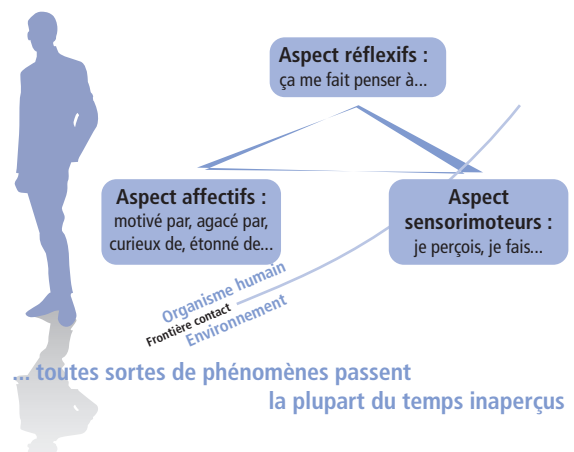 Aspect réflexifs :
ça me fait penser à...
Aspect affectifs :
motivé par, agacé par,
curieux de, étonné de...
Aspect
sensorimoteurs :
je perçois, je fais...
Organisme humain
Frontière contact
Environnement
... toutes sortes de phénomènes passent
la plupart du temps inaperçus